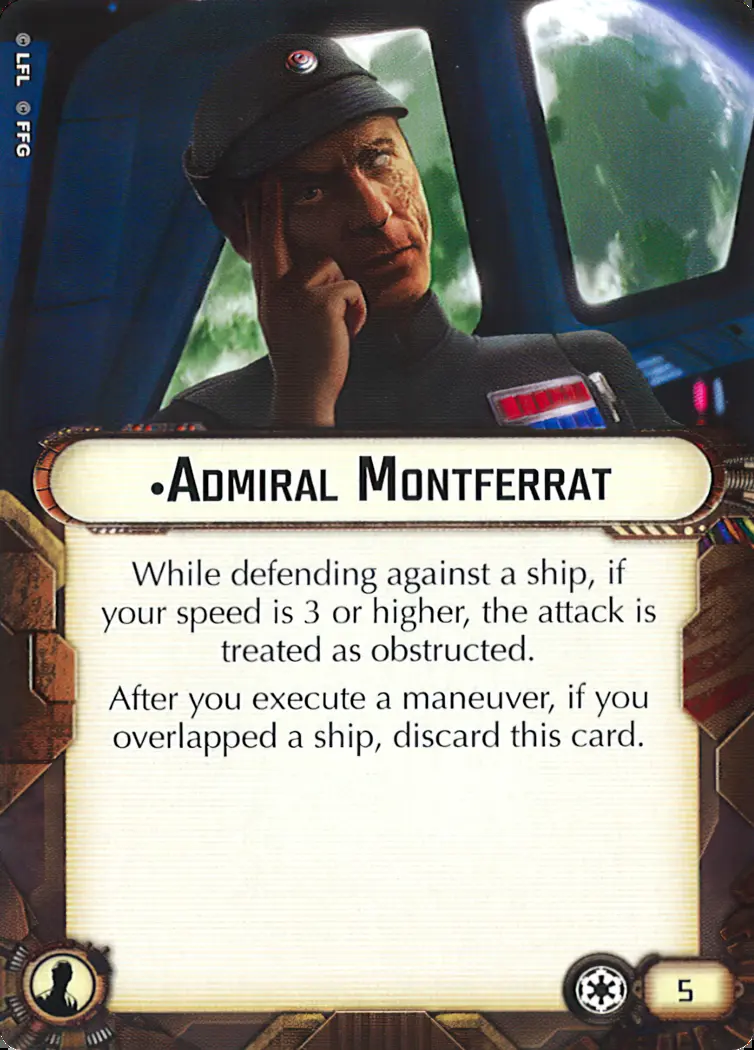 © LFL © FFG
•Admiral Montferrat
While defending against a ship, if
your speed is 3 or higher, the attack is
treated as obstructed.
After you execute a maneuver, if you
overlapped a ship, discard this card.
5